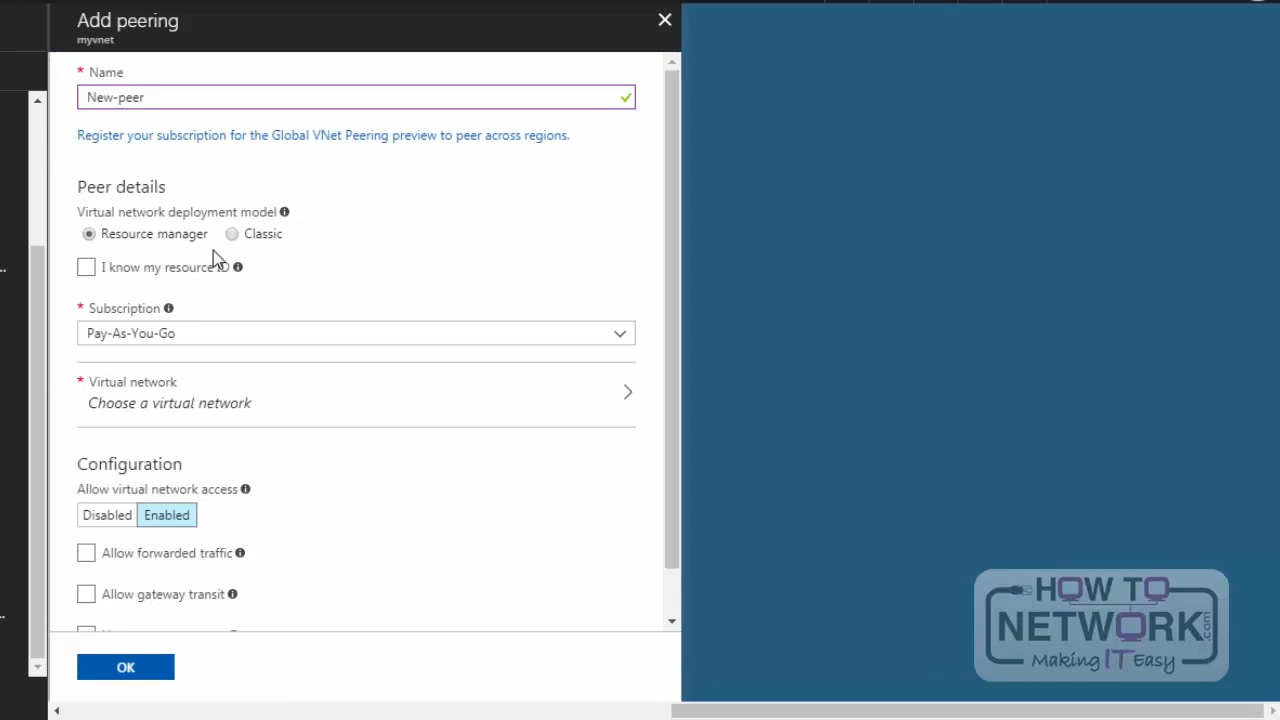 Add peering
myvnet
* Name
New-peer
Register your subscription for the Global VNet Peering preview to peer across regions.
Peer details
Virtual network deployment model
Resource manager Classic
I know my resource ID
* Subscription
Pay-As-You-Go
* Virtual network
Choose a virtual network
Configuration
Allow virtual network access
Disabled Enabled
Allow forwarded traffic
Allow gateway transit
OK
HOW TO
NETWORK.com
Making IT Easy